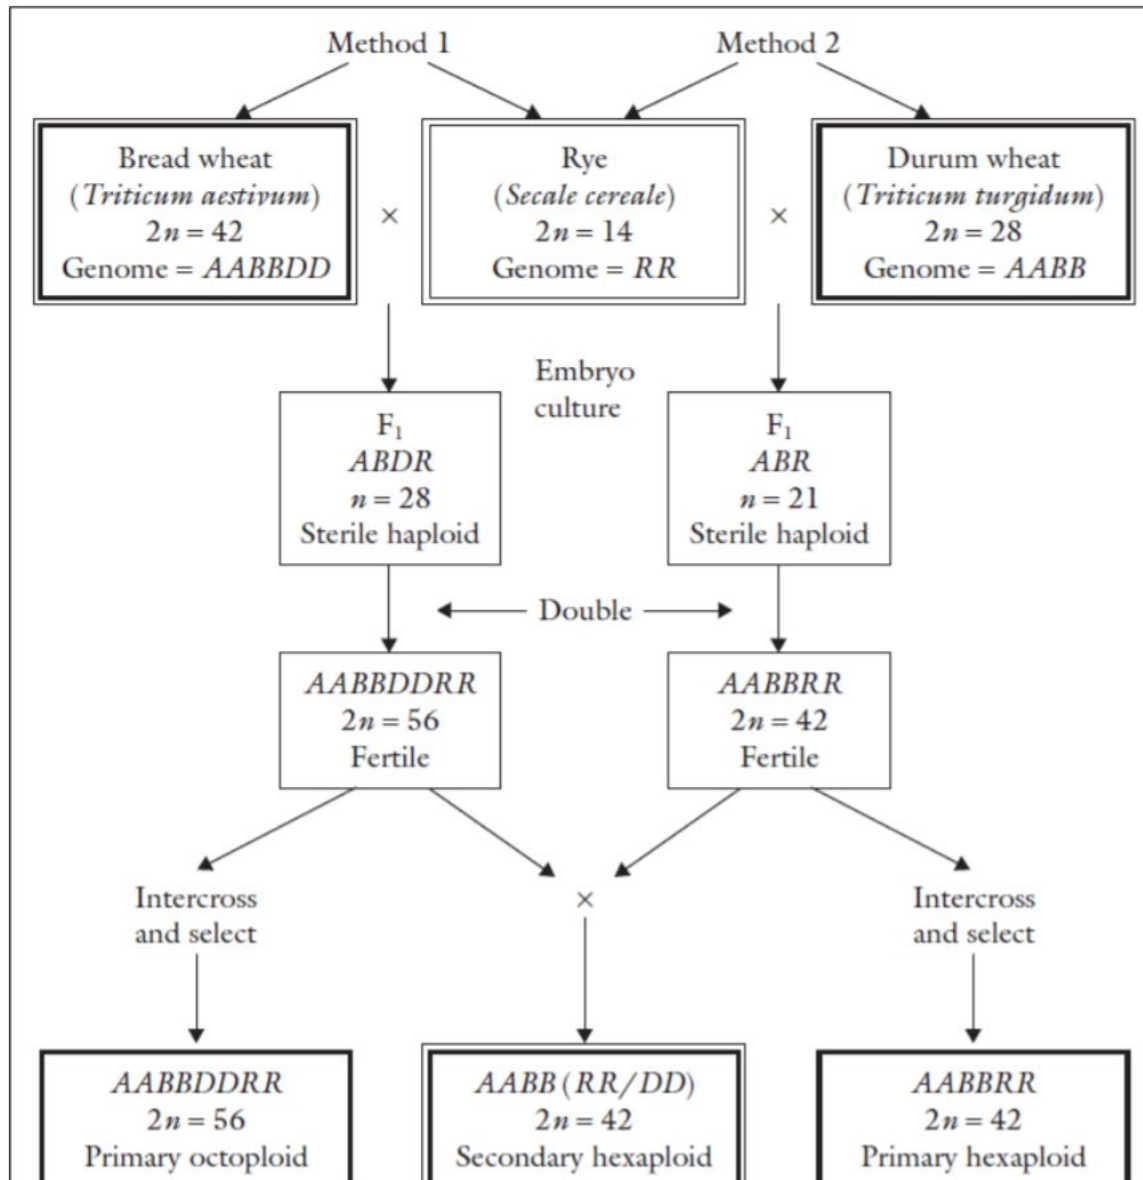 Method 1
Method 2
Bread wheat
(Triticum aestivum)
2n = 42
Genome = AABBDD
×
Rye
(Secale cereale)
2n = 14
Genome = RR
×
Durum wheat
(Triticum turgidum)
2n = 28
Genome = AABB
Embryo
culture
F₁
ABDR
n = 28
Sterile haploid
F₁
ABR
n = 21
Sterile haploid
Double
AABBDDRR
2n = 56
Fertile
AABBRR
2n = 42
Fertile
Intercross
and select
×
Intercross
and select
AABBDDRR
2n = 56
Primary octoploid
AABB (RR/DD)
2n = 42
Secondary hexaploid
AABBRR
2n = 42
Primary hexaploid